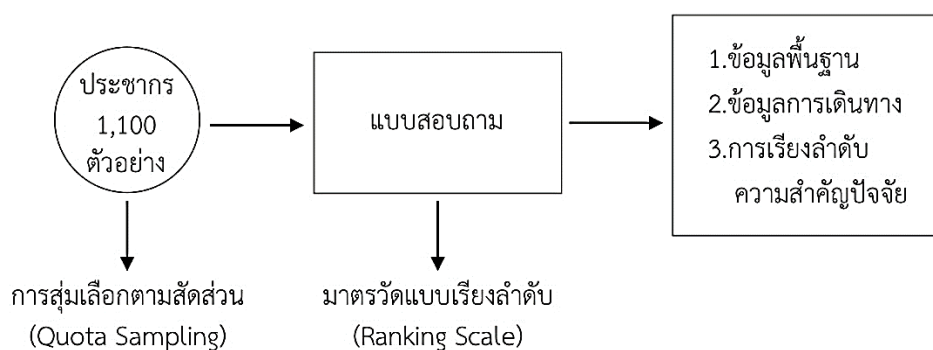 ประชากร
1,100
ตัวอย่าง
แบบสอบถาม
1.ข้อมูลพื้นฐาน
2.ข้อมูลการเดินทาง
3.การเรียงลำดับ
ความสำคัญปัจจัย
การสุ่มเลือกตามสัดส่วน
(Quota Sampling)
มาตรวัดแบบเรียงลำดับ
(Ranking Scale)